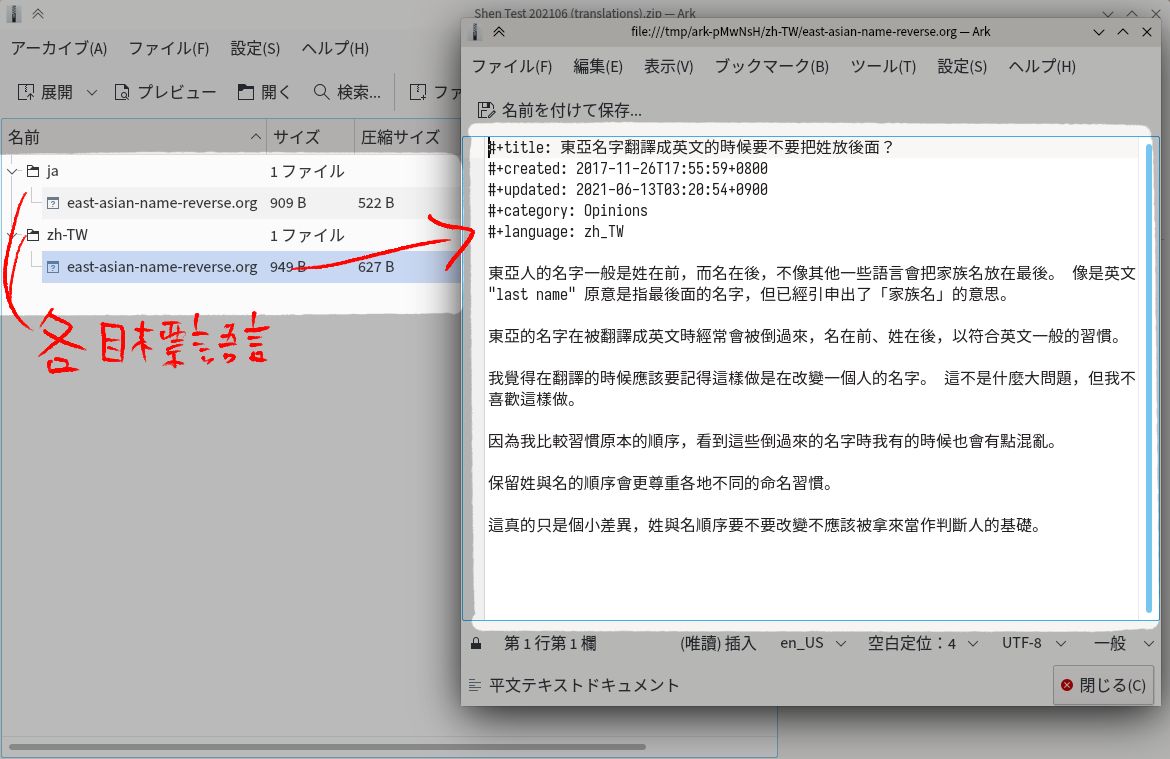 Shen Test 202106 (translations).zip — Ark
アーカイブ(A) ファイル(F) 設定(S) ヘルプ(H)
展開 プレビュー 開く 検索... ファ
名前 サイズ 圧縮サイズ
ja 1 ファイル
east-asian-name-reverse.org 909 B 522 B
zh-TW 1 ファイル
east-asian-name-reverse.org 949 B 627 B
各目標語言
file:///tmp/ark-pMwNsH/zh-TW/east-asian-name-reverse.org — Ark
ファイル(F) 編集(E) 表示(V) ブックマーク(B) ツール(T) 設定(S) ヘルプ(H)
名前を付けて保存...
#+title: 東亞名字翻譯成英文的時候要不要把姓放後面？
#+created: 2017-11-26T17:55:59+0800
#+updated: 2021-06-13T03:20:54+0900
#+category: Opinions
#+language: zh_TW
東亞人的名字一般是姓在前，而名在後，不像其他一些語言會把家族名放在最後。 像是英文
"last name" 原意是指最後面的名字，但已經引申出了「家族名」的意思。
東亞的名字在被翻譯成英文時經常會被倒過來，名在前、姓在後，以符合英文一般的習慣。
我覺得在翻譯的時候應該要記得這樣做是在改變一個人的名字。 這不是什麼大問題，但我不
喜歡這樣做。
因為我比較習慣原本的順序，看到這些倒過來的名字時我有的時候也會有點混亂。
保留姓與名的順序會更尊重各地不同的命名習慣。
這真的只是個小差異，姓與名順序要不要改變不應該被拿來當作判斷人的基礎。
第 1 行第 1 欄 (唯讀) 插入 en_US 空白定位：4 UTF-8 一般
平文テキストドキュメント
閉じる(C)